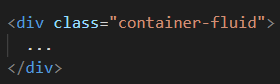 <div class="container-fluid">
  ...
</div>